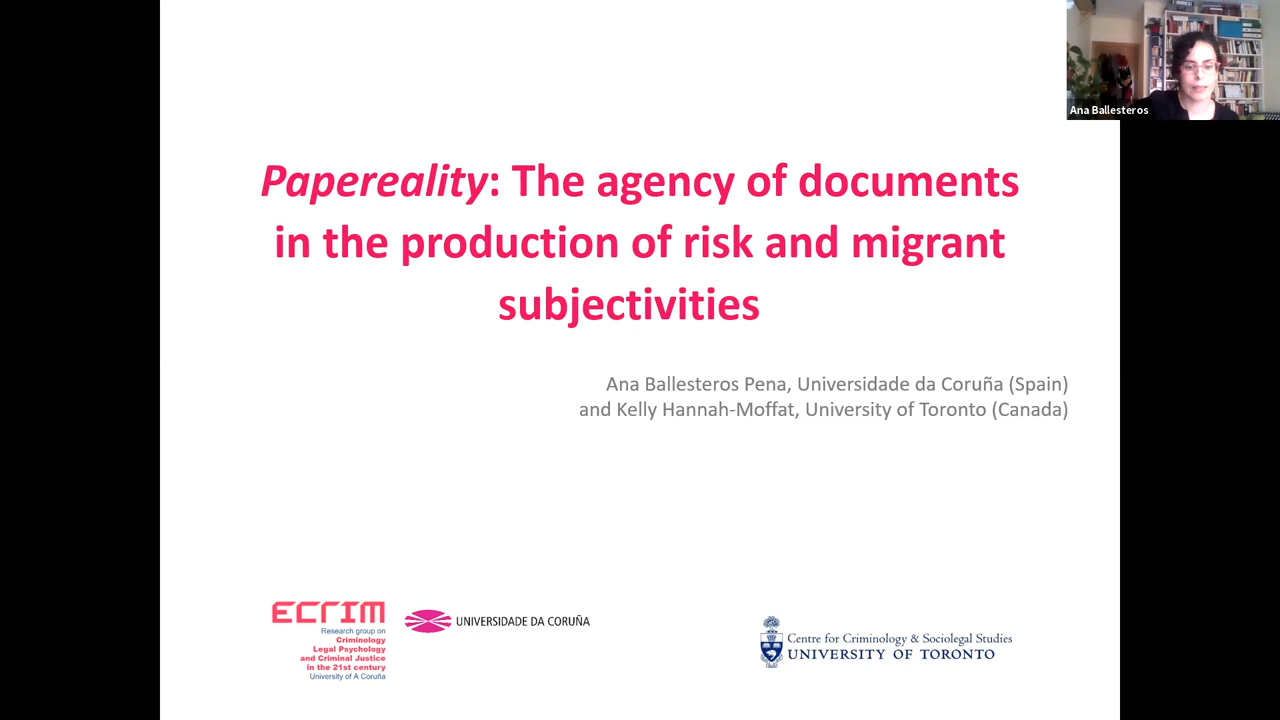 Ana Ballesteros
Papereality: The agency of documents
in the production of risk and migrant
subjectivities
Ana Ballesteros Pena, Universidade da Coruña (Spain)
and Kelly Hannah-Moffat, University of Toronto (Canada)
ECRIM
Research group on
Criminology
Legal Psychology
and Criminal Justice
in the 21st century
University of A Coruña
UNIVERSIDADE DA CORUÑA
Centre for Criminology & Sociolegal Studies
UNIVERSITY OF TORONTO